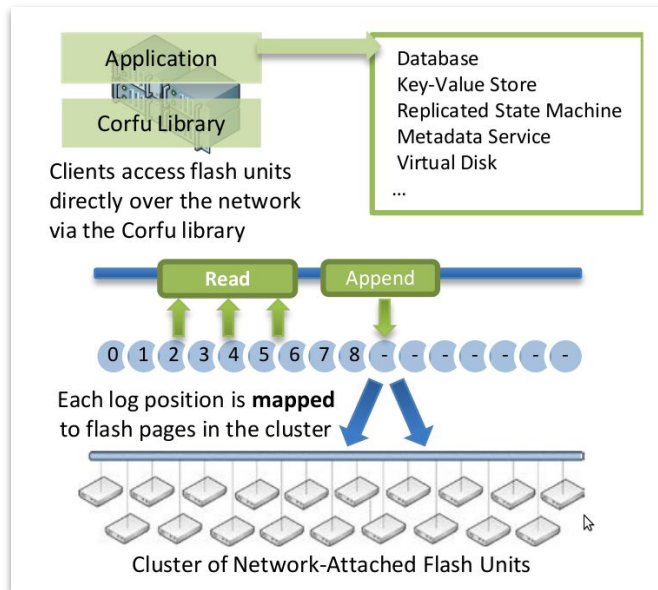 Application
Corfu Library
Database
Key-Value Store
Replicated State Machine
Metadata Service
Virtual Disk
...
Clients access flash units
directly over the network
via the Corfu library
Read
Append
0 1 2 3 4 5 6 7 8 - - - - - - -
Each log position is mapped
to flash pages in the cluster
Cluster of Network-Attached Flash Units